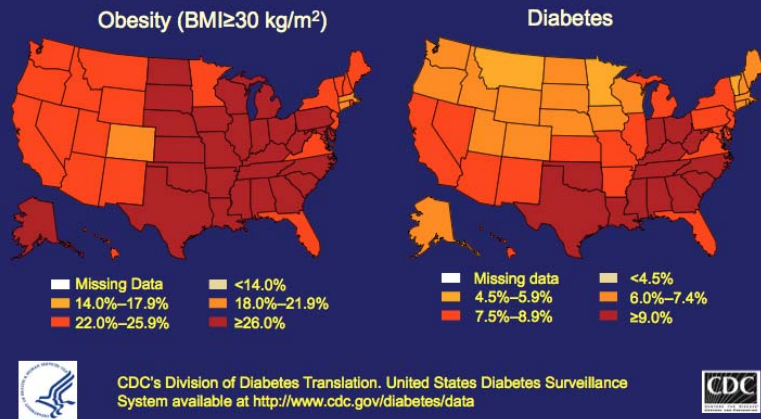 Obesity (BMI≥30 kg/m²)
Diabetes
Missing Data
<14.0%
14.0%–17.9%
18.0%–21.9%
22.0%–25.9%
≥26.0%
Missing data
<4.5%
4.5%–5.9%
6.0%–7.4%
7.5%–8.9%
≥9.0%
CDC's Division of Diabetes Translation. United States Diabetes Surveillance
System available at http://www.cdc.gov/diabetes/data
CDC